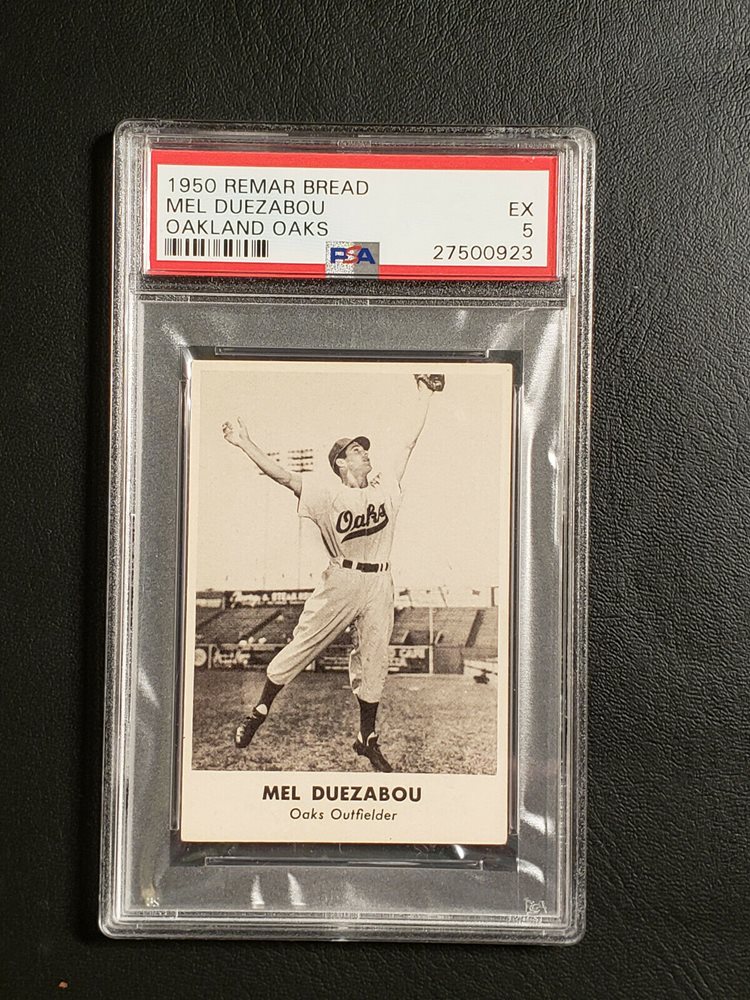 1950 REMAR BREAD
MEL DUEZABOU EX
OAKLAND OAKS 5
PSA 27500923
Oaks
MEL DUEZABOU
Oaks Outfielder